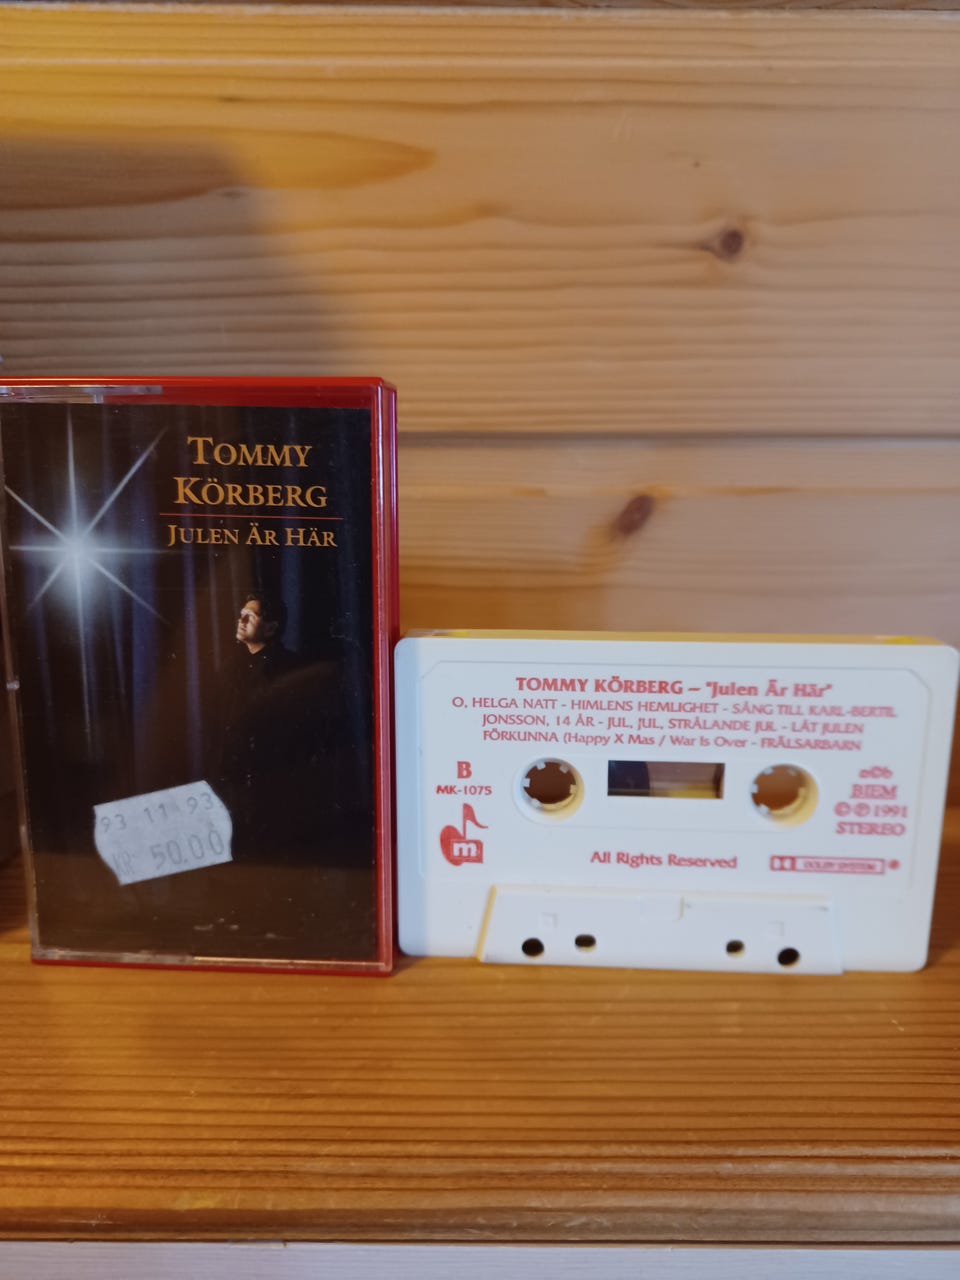 TOMMY
KÖRBERG
JULEN ÄR HÄR
93 11 93
KR 50.00
TOMMY KÖRBERG – "Julen Är Här"
O, HELGA NATT - HIMLENS HEMLIGHET - SÅNG TILL KARL-BERTIL
JONSSON, 14 ÅR - JUL, JUL, STRÅLANDE JUL - LÅT JULEN
FÖRKUNNA (Happy X Mas / War Is Over - FRÄLSARBARN
B
MK-1075
m
All Rights Reserved
n©b
BIEM
© ℗ 1991
STEREO
DOLBY SYSTEM ®